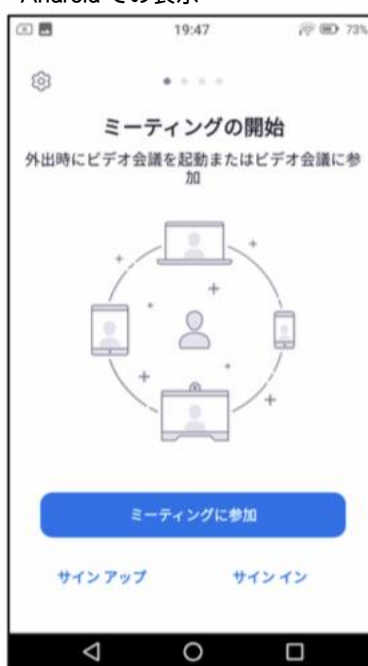 Android での表示
19:47
73%
ミーティングの開始
外出時にビデオ会議を起動またはビデオ会議に参
加
ミーティングに参加
サイン アップ
サイン イン